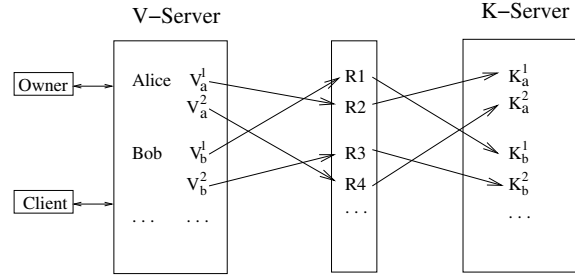 V-Server
K-Server
Owner
Alice
V_a^1
V_a^2
Bob
V_b^1
V_b^2
Client
... ...
R1
R2
R3
R4
...
K_a^1
K_a^2
K_b^1
K_b^2
...